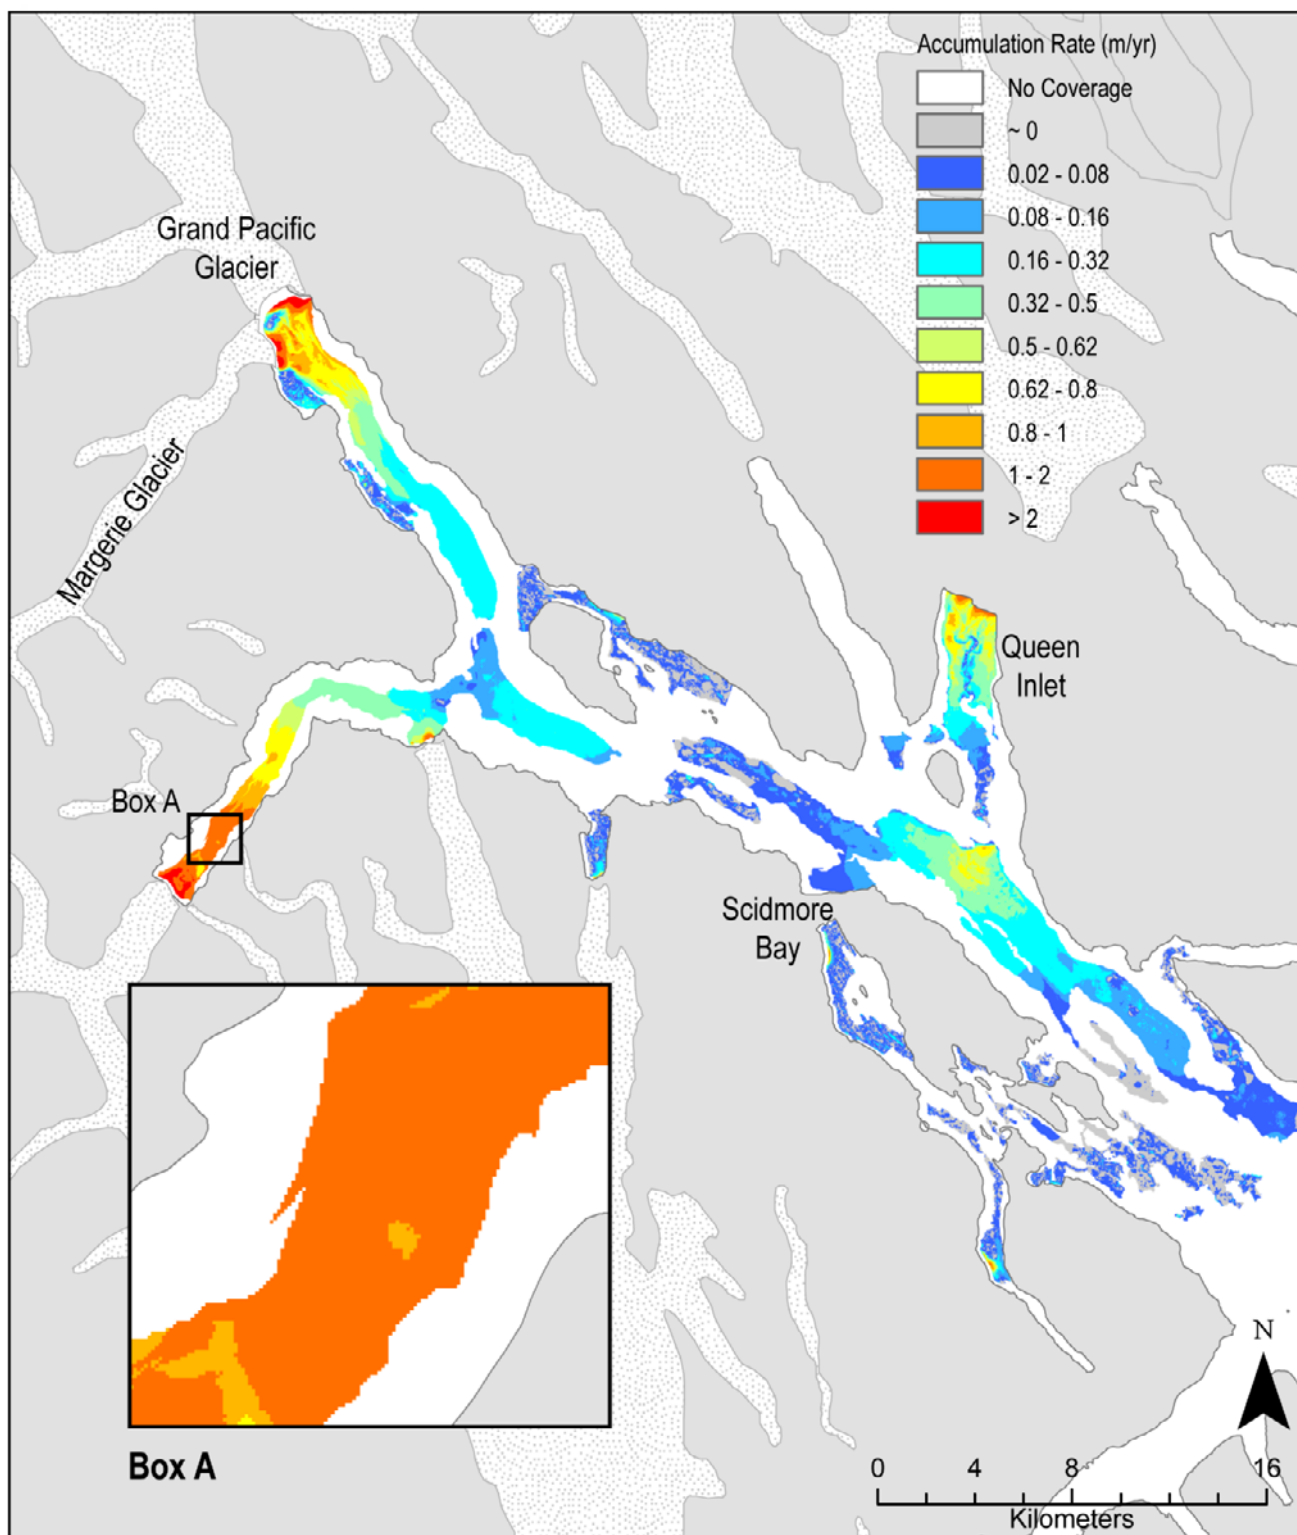 Accumulation Rate (m/yr)
No Coverage
~ 0
0.02 - 0.08
0.08 - 0.16
0.16 - 0.32
0.32 - 0.5
0.5 - 0.62
0.62 - 0.8
0.8 - 1
1 - 2
> 2
Grand Pacific
Glacier
Margerie Glacier
Queen
Inlet
Box A
Scidmore
Bay
N
Box A
0 4 8 16
Kilometers